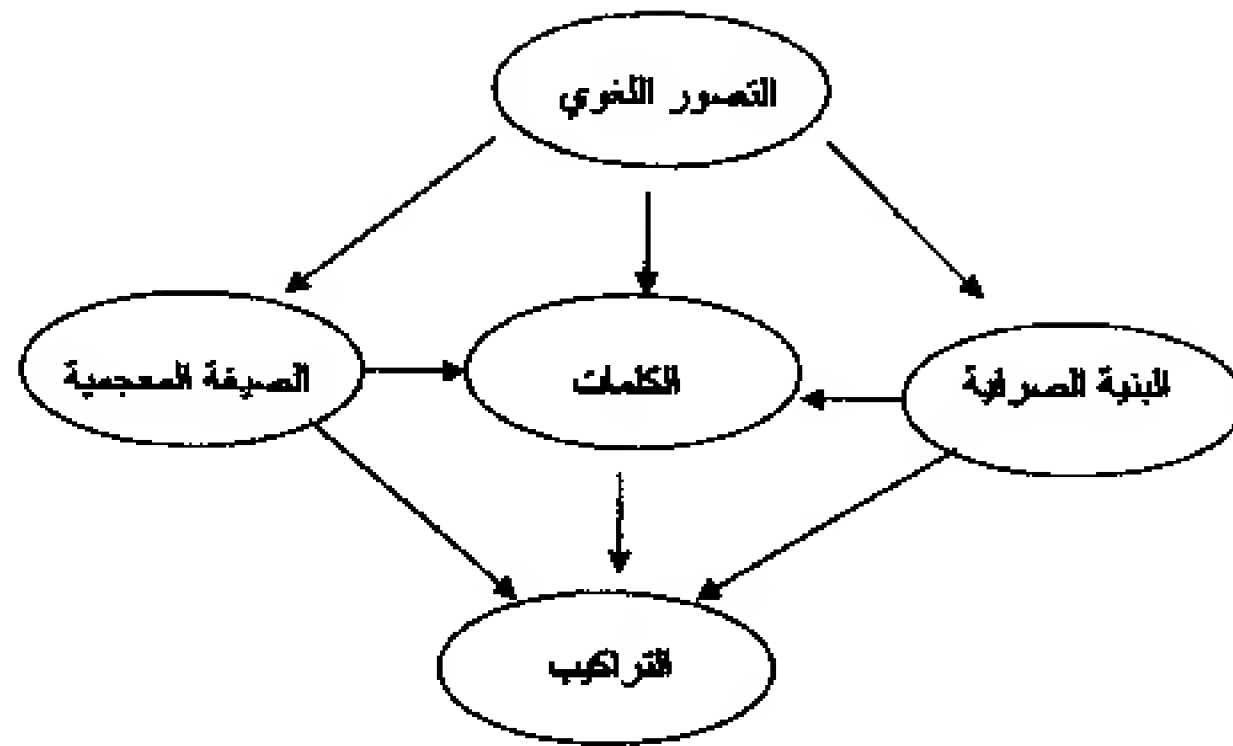 التصور اللغوي
البنية الصرفية
الكلمات
الصيغة المعجمية
التراكيب